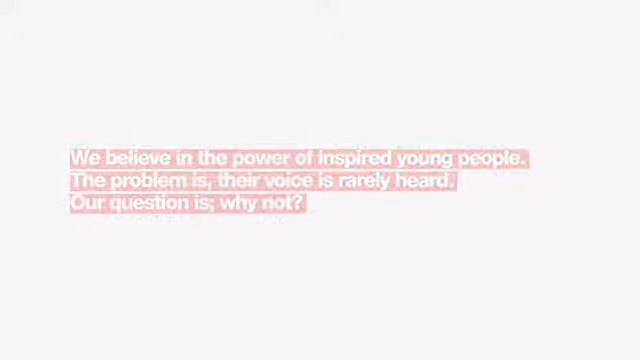 We believe in the power of inspired young people.
The problem is, their voice is rarely heard.
Our question is; why not?